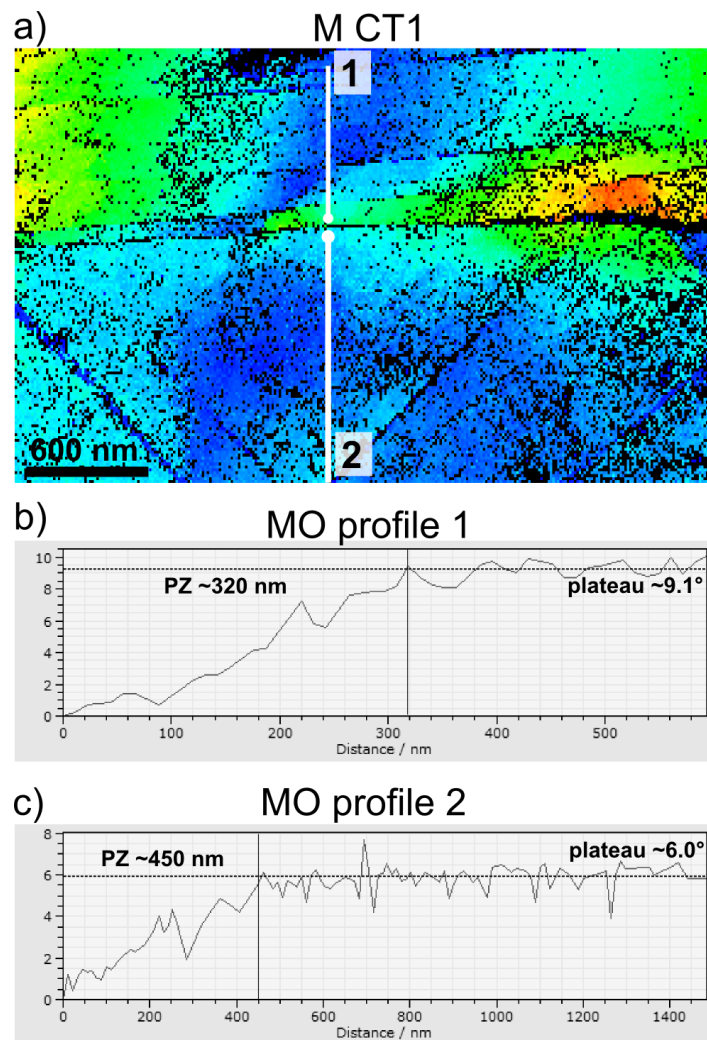 a) M CT1
1
2
600 nm
b) MO profile 1
10
8
6
4
2
0
PZ ~320 nm
plateau ~9.1°
0 100 200 300 400 500
Distance / nm
c) MO profile 2
8
6
4
2
0
PZ ~450 nm
plateau ~6.0°
0 200 400 600 800 1000 1200 1400
Distance / nm